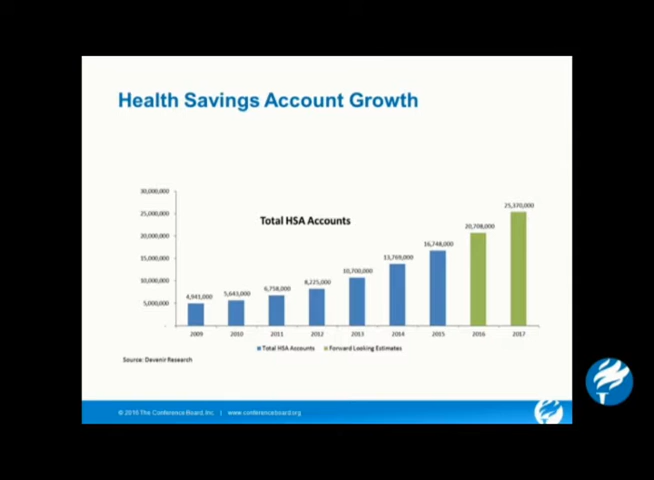 Health Savings Account Growth
Total HSA Accounts
30,000,000
25,000,000
20,000,000
15,000,000
10,000,000
5,000,000
-
4,941,000
5,643,000
6,758,000
8,225,000
10,700,000
13,769,000
16,748,000
20,708,000
25,370,000
2009 2010 2011 2012 2013 2014 2015 2016 2017
Total HSA Accounts Forward Looking Estimates
Source: Devenir Research
© 2016 The Conference Board, Inc. | www.conferenceboard.org